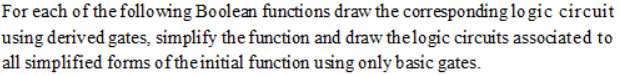 For each of the following Boolean functions draw the corresponding logic circuit
using derived gates, simplify the function and draw the logic circuits associated to
all simplified forms of the initial function using only basic gates.